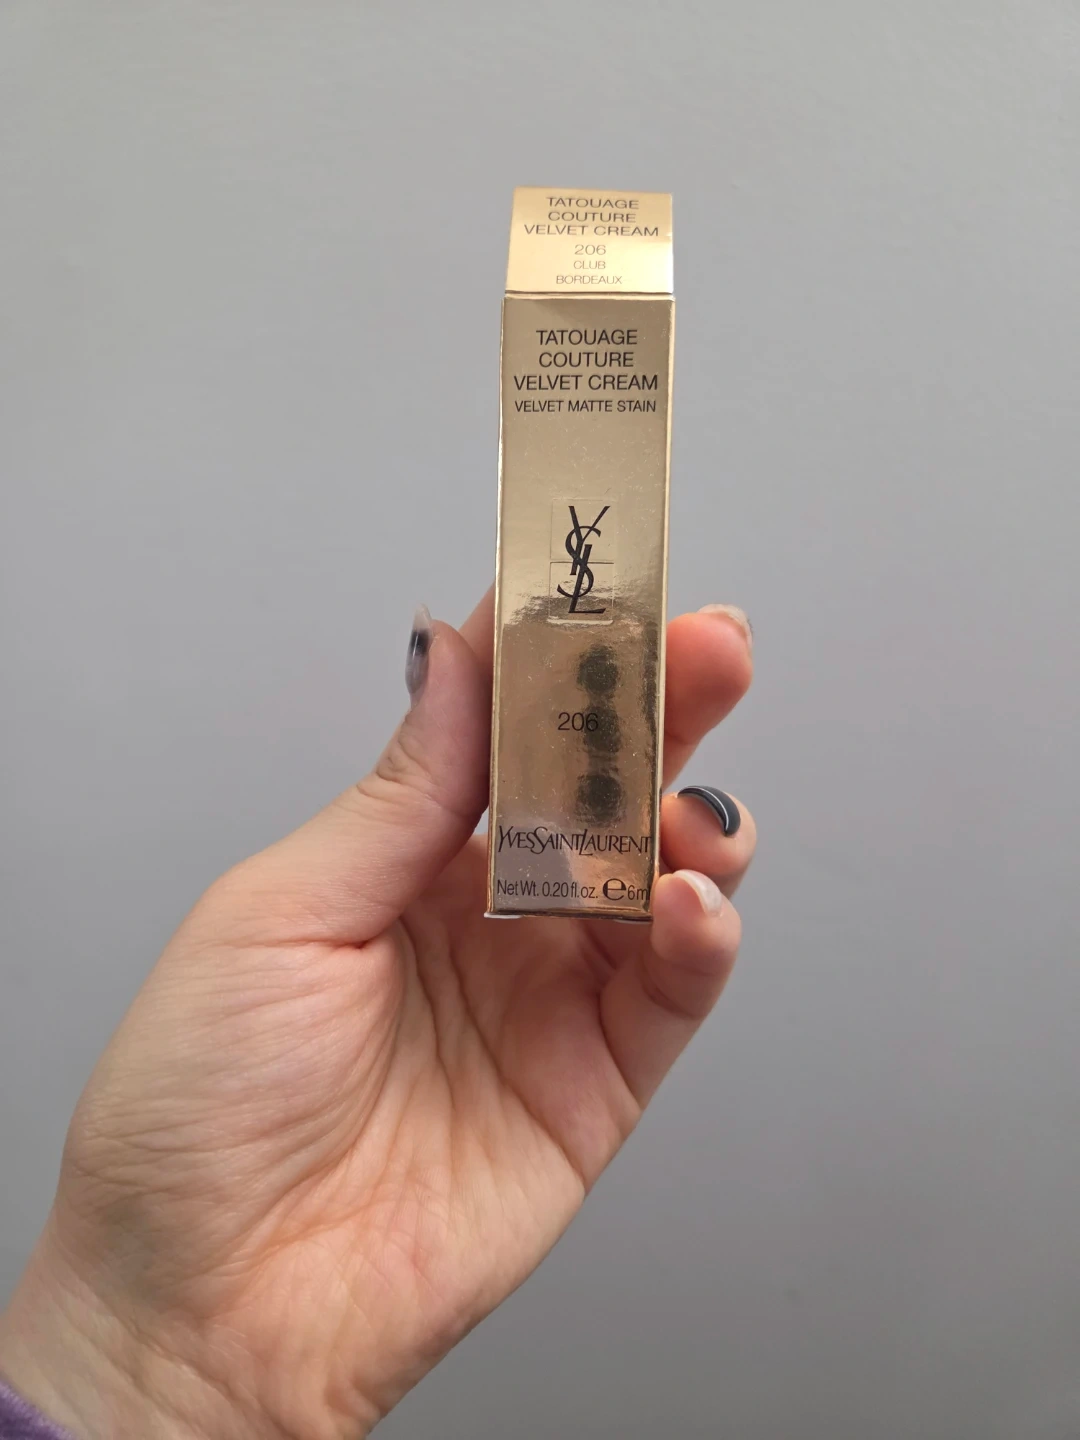 TATOUAGE
COUTURE
VELVET CREAM
206
CLUB
BORDEAUX
TATOUAGE
COUTURE
VELVET CREAM
VELVET MATTE STAIN
YSL
206
YVESSAINTLAURENT
Net Wt. 0.20 fl.oz. ℮6m